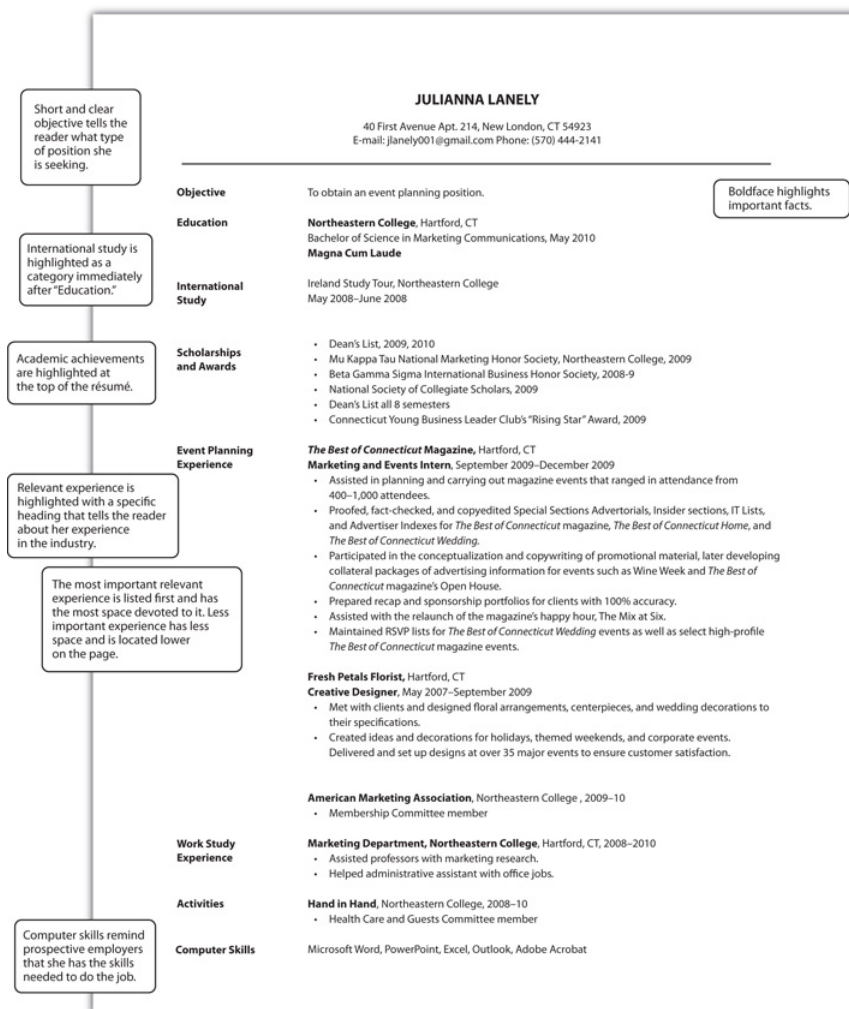 JULIANNA LANELY
40 First Avenue Apt. 214, New London, CT 54923
E-mail: jlanely001@gmail.com Phone: (570) 444-2141
Short and clear
objective tells the
reader what type
of position she
is seeking.
Objective
To obtain an event planning position.
Boldface highlights
important facts.
Education
Northeastern College, Hartford, CT
Bachelor of Science in Marketing Communications, May 2010
Magna Cum Laude
International study is
highlighted as a
category immediately
after “Education.”
International
Study
Ireland Study Tour, Northeastern College
May 2008–June 2008
Academic achievements
are highlighted at
the top of the résumé.
Scholarships
and Awards
• Dean’s List, 2009, 2010
• Mu Kappa Tau National Marketing Honor Society, Northeastern College, 2009
• Beta Gamma Sigma International Business Honor Society, 2008-9
• National Society of Collegiate Scholars, 2009
• Dean’s List all 8 semesters
• Connecticut Young Business Leader Club’s “Rising Star” Award, 2009
Event Planning
Experience
The Best of Connecticut Magazine, Hartford, CT
Marketing and Events Intern, September 2009–December 2009
• Assisted in planning and carrying out magazine events that ranged in attendance from
400–1,000 attendees.
• Proofed, fact-checked, and copyedited Special Sections Advertorials, Insider sections, IT Lists,
and Advertiser Indexes for The Best of Connecticut magazine, The Best of Connecticut Home, and
The Best of Connecticut Wedding.
• Participated in the conceptualization and copywriting of promotional material, later developing
collateral packages of advertising information for events such as Wine Week and The Best of
Connecticut magazine’s Open House.
• Prepared recap and sponsorship portfolios for clients with 100% accuracy.
• Assisted with the relaunch of the magazine’s happy hour, The Mix at Six.
• Maintained RSVP lists for The Best of Connecticut Wedding events as well as select high-profile
The Best of Connecticut magazine events.
Relevant experience is
highlighted with a specific
heading that tells the reader
about her experience
in the industry.
The most important relevant
experience is listed first and has
the most space devoted to it. Less
important experience has less
space and is located lower
on the page.
Fresh Petals Florist, Hartford, CT
Creative Designer, May 2007–September 2009
• Met with clients and designed floral arrangements, centerpieces, and wedding decorations to
their specifications.
• Created ideas and decorations for holidays, themed weekends, and corporate events.
Delivered and set up designs at over 35 major events to ensure customer satisfaction.
American Marketing Association, Northeastern College , 2009–10
• Membership Committee member
Work Study
Experience
Marketing Department, Northeastern College, Hartford, CT, 2008–2010
• Assisted professors with marketing research.
• Helped administrative assistant with office jobs.
Activities
Hand in Hand, Northeastern College, 2008–10
• Health Care and Guests Committee member
Computer skills remind
prospective employers
that she has the skills
needed to do the job.
Computer Skills
Microsoft Word, PowerPoint, Excel, Outlook, Adobe Acrobat